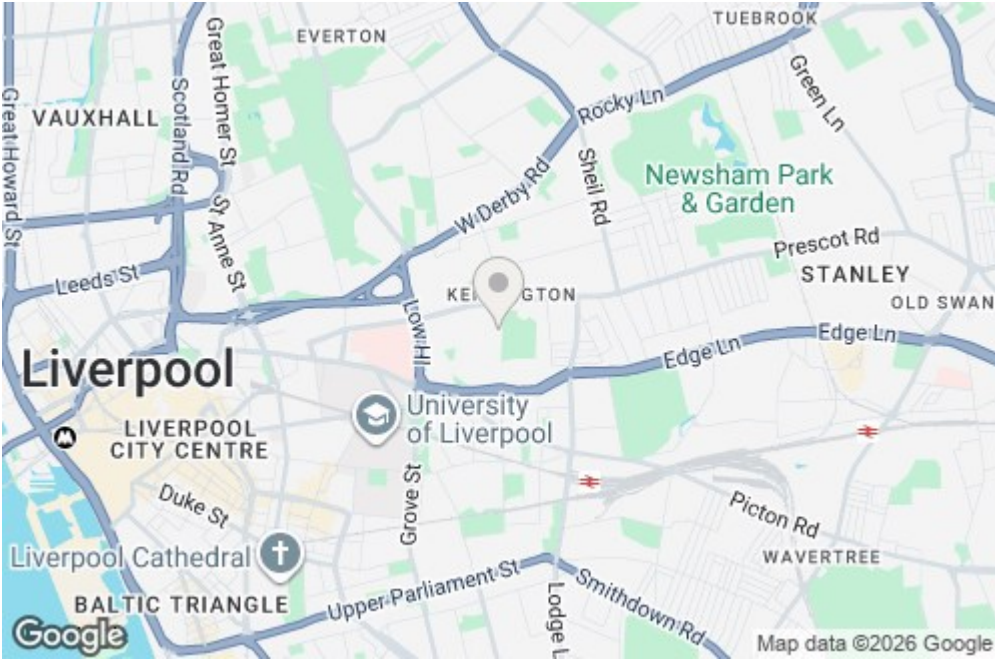 TUEBROOK
EVERTON
Great Homer St
Green Ln
Great Howard St
Scotland Rd
VAUXHALL
Rocky Ln
Sheil Rd
Newsham Park
& Garden
W Derby Rd
St Anne St
Prescot Rd
Leeds St
STANLEY
OLD SWAN
Low Hl
Edge Ln
Edge Ln
Liverpool
University
of Liverpool
LIVERPOOL
CITY CENTRE
Grove St
Duke St
Picton Rd
Liverpool Cathedral
WAVERTREE
BALTIC TRIANGLE
Upper Parliament St
Smithdown Rd
Lodge L
Google
Map data ©2026 Google